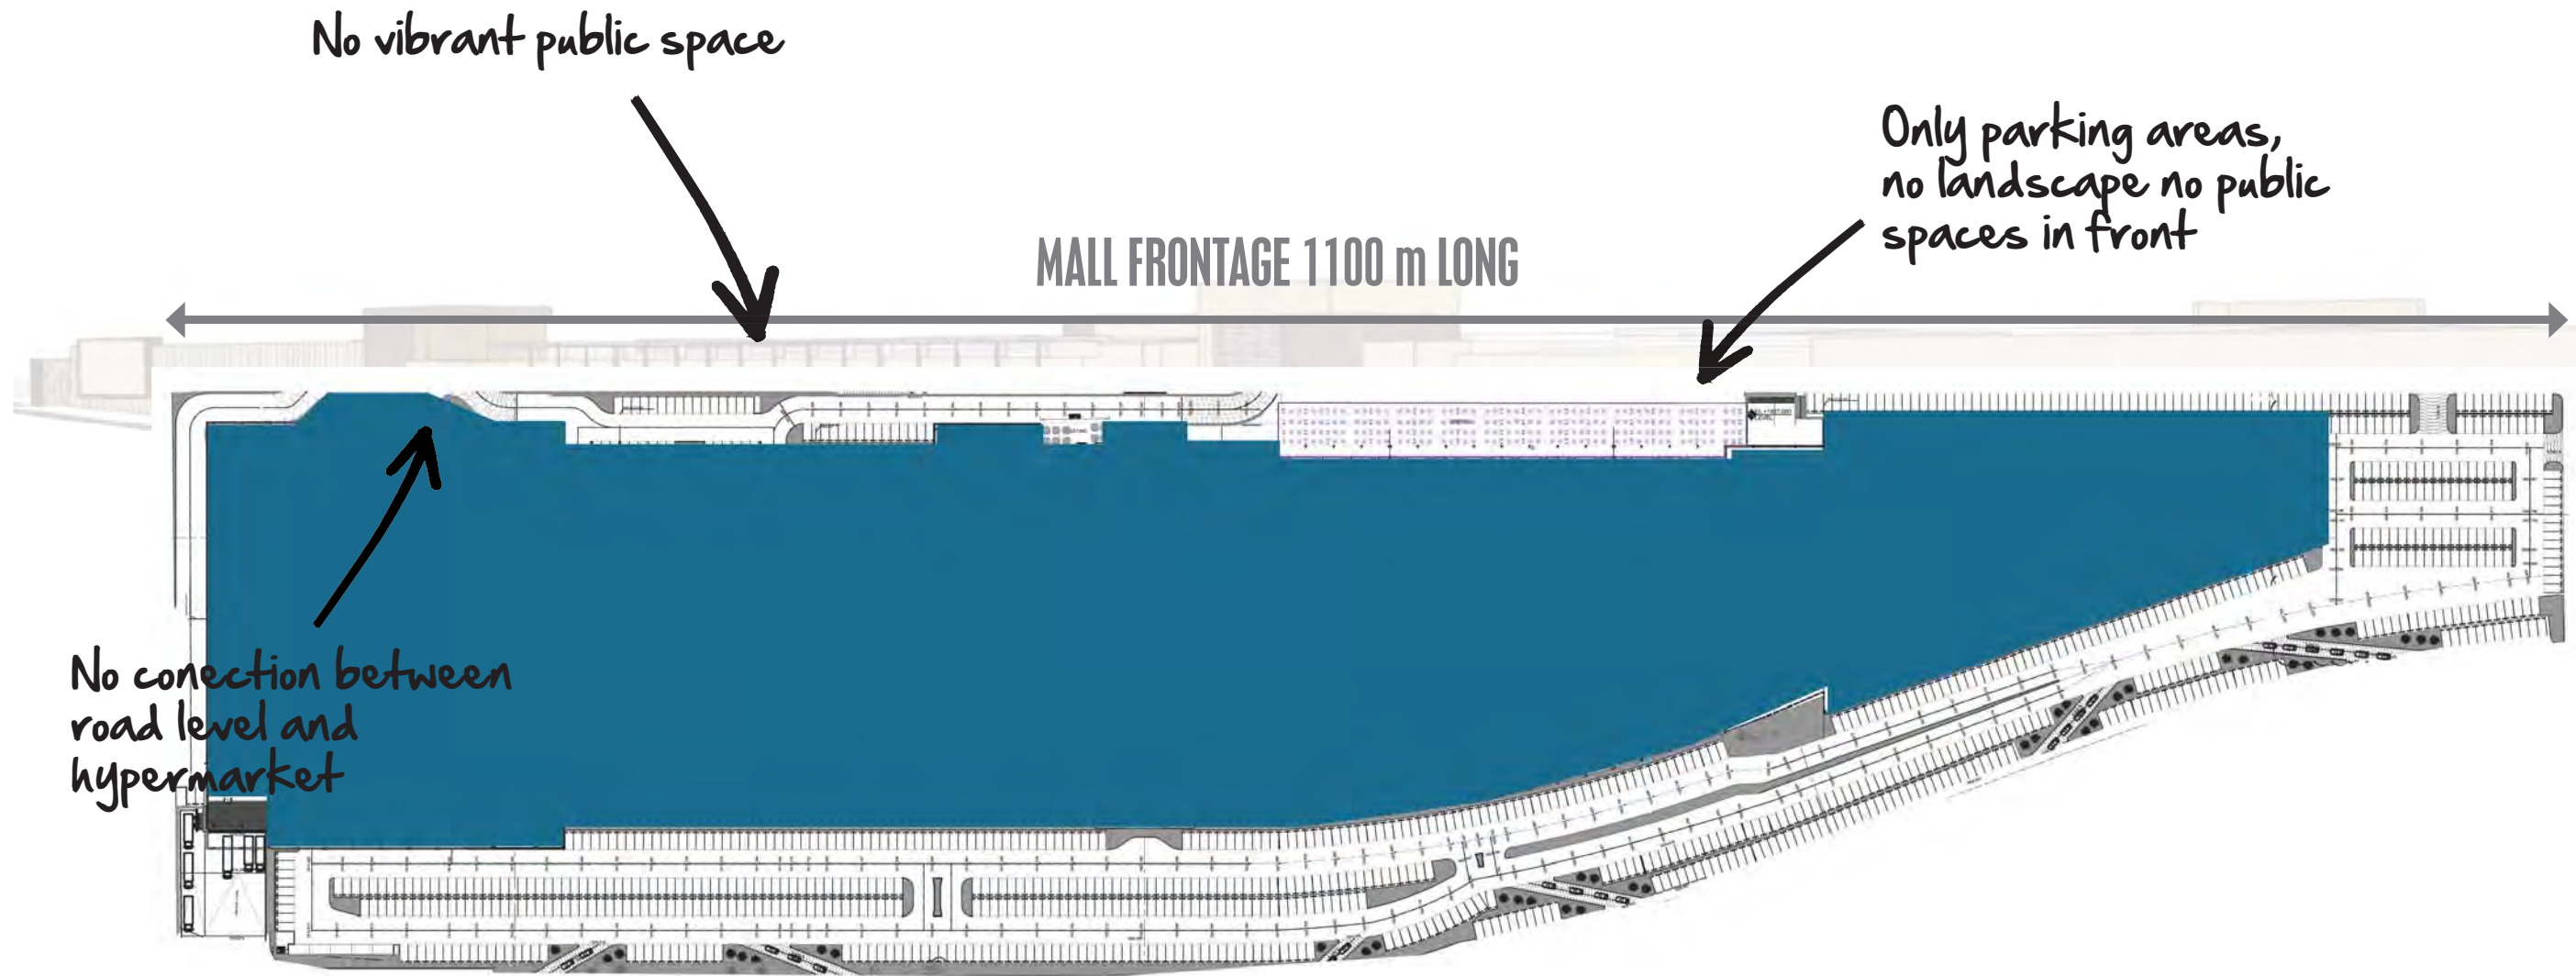 No vibrant public space
Only parking areas,
no landscape no public
spaces in front
MALL FRONTAGE 1100 m LONG
No conection between
road level and
hypermarket